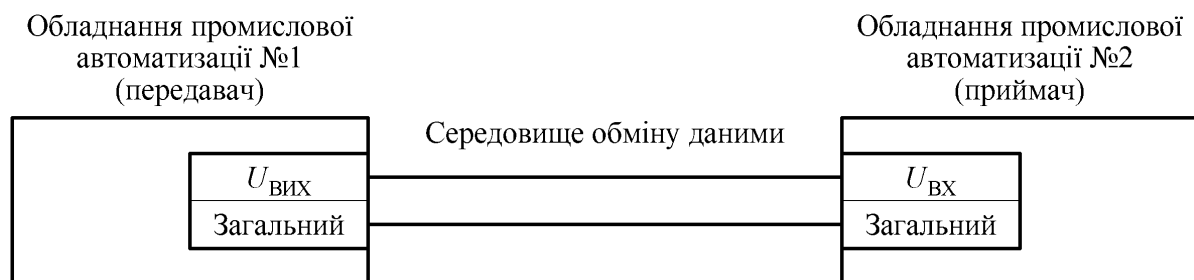 Обладнання промислової
автоматизації №1
(передавач)
Обладнання промислової
автоматизації №2
(приймач)
Середовище обміну даними
UВИХ
Загальний
UВХ
Загальний